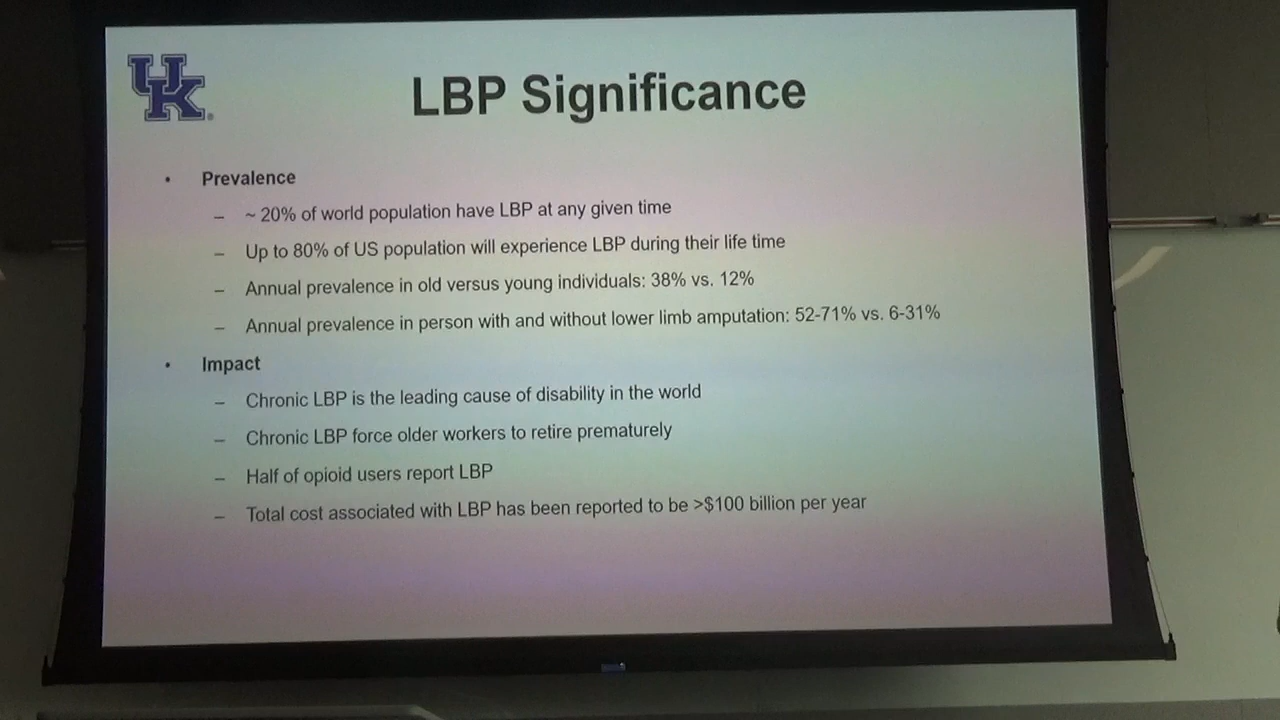 UK
LBP Significance
• Prevalence
– ~ 20% of world population have LBP at any given time
– Up to 80% of US population will experience LBP during their life time
– Annual prevalence in old versus young individuals: 38% vs. 12%
– Annual prevalence in person with and without lower limb amputation: 52-71% vs. 6-31%
• Impact
– Chronic LBP is the leading cause of disability in the world
– Chronic LBP force older workers to retire prematurely
– Half of opioid users report LBP
– Total cost associated with LBP has been reported to be >$100 billion per year